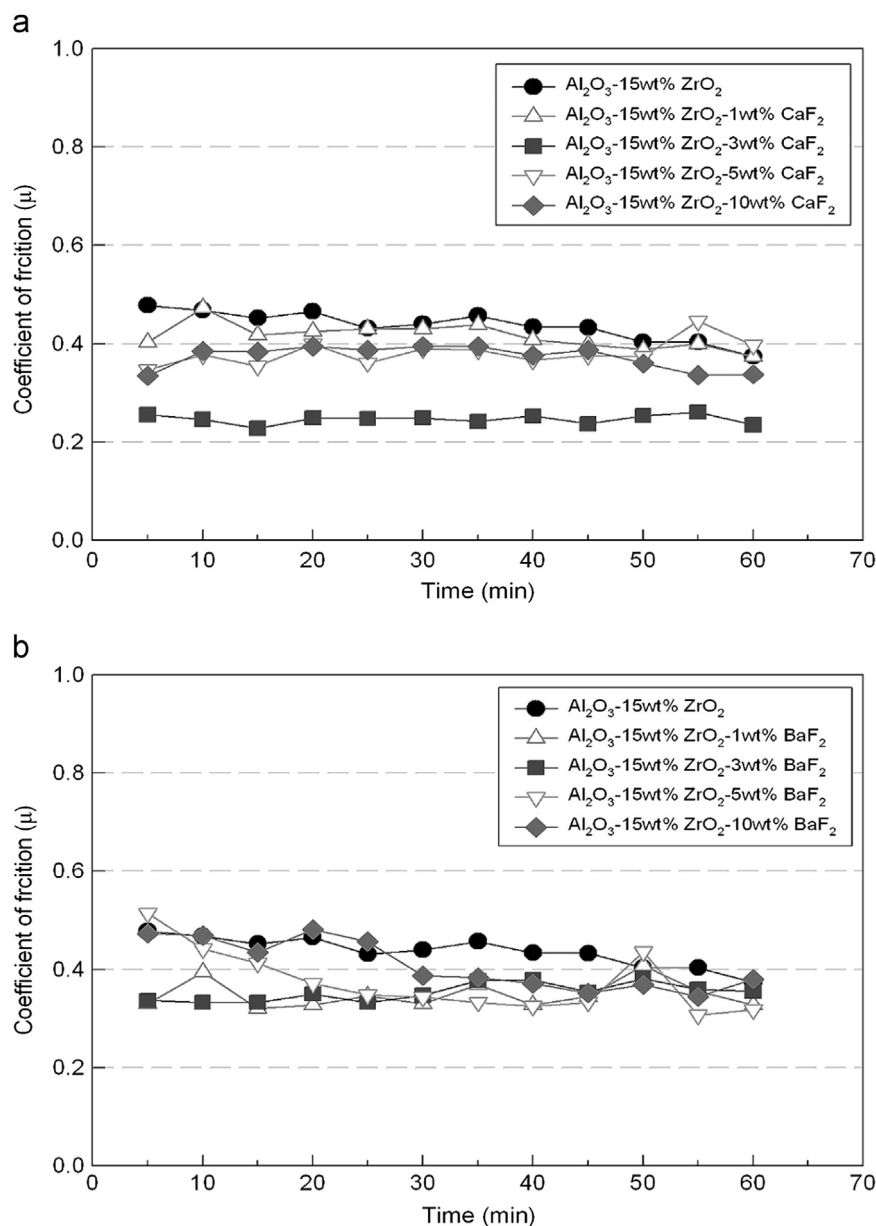 a
1.0
0.8
0.6
0.4
0.2
0.0
Coefficient of frcition (μ)
Al₂O₃-15wt% ZrO₂
Al₂O₃-15wt% ZrO₂-1wt% CaF₂
Al₂O₃-15wt% ZrO₂-3wt% CaF₂
Al₂O₃-15wt% ZrO₂-5wt% CaF₂
Al₂O₃-15wt% ZrO₂-10wt% CaF₂
0 10 20 30 40 50 60 70
Time (min)
b
1.0
0.8
0.6
0.4
0.2
0.0
Coefficient of frcition (μ)
Al₂O₃-15wt% ZrO₂
Al₂O₃-15wt% ZrO₂-1wt% BaF₂
Al₂O₃-15wt% ZrO₂-3wt% BaF₂
Al₂O₃-15wt% ZrO₂-5wt% BaF₂
Al₂O₃-15wt% ZrO₂-10wt% BaF₂
0 10 20 30 40 50 60 70
Time (min)